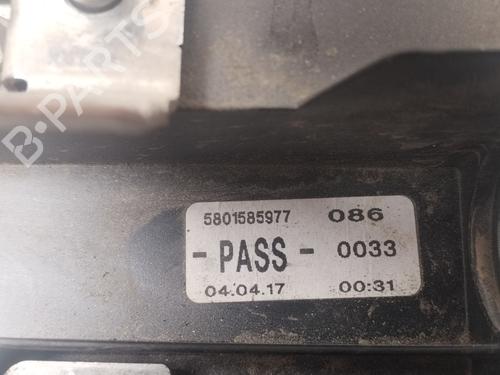 B-PARTS
5801585977 086
- PASS - 0033
04.04.17 00:31